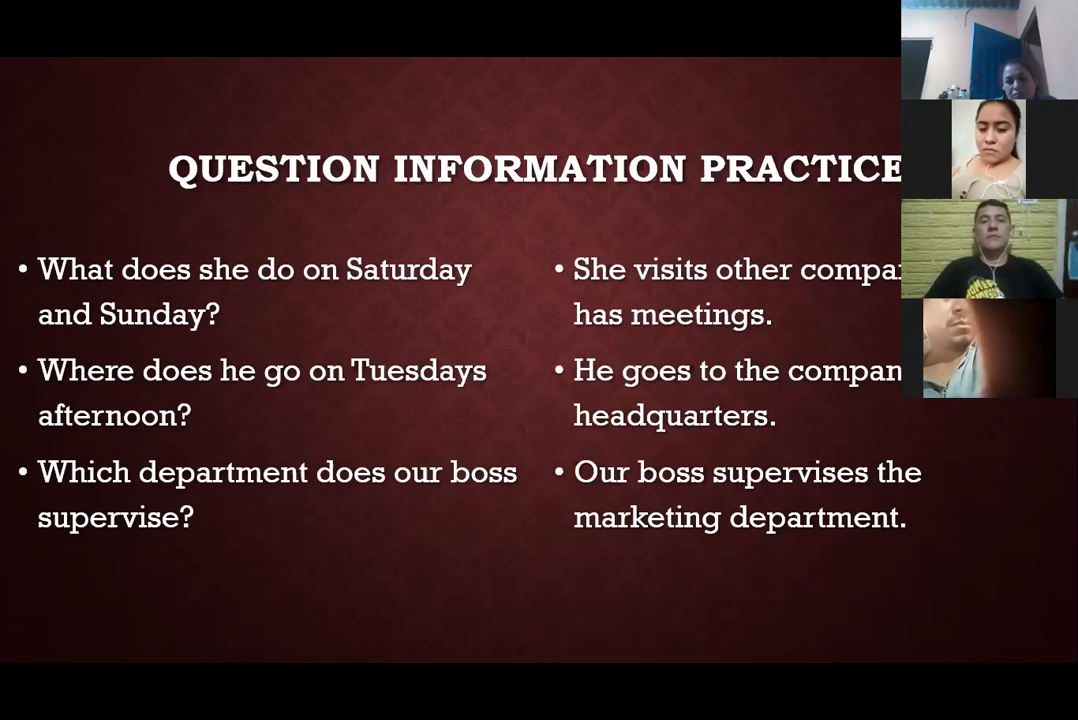 QUESTION INFORMATION PRACTICE
• What does she do on Saturday
and Sunday?
• Where does he go on Tuesdays
afternoon?
• Which department does our boss
supervise?
• She visits other
has meetings.
• He goes to the
headquarters.
• Our boss supervises the
marketing department.